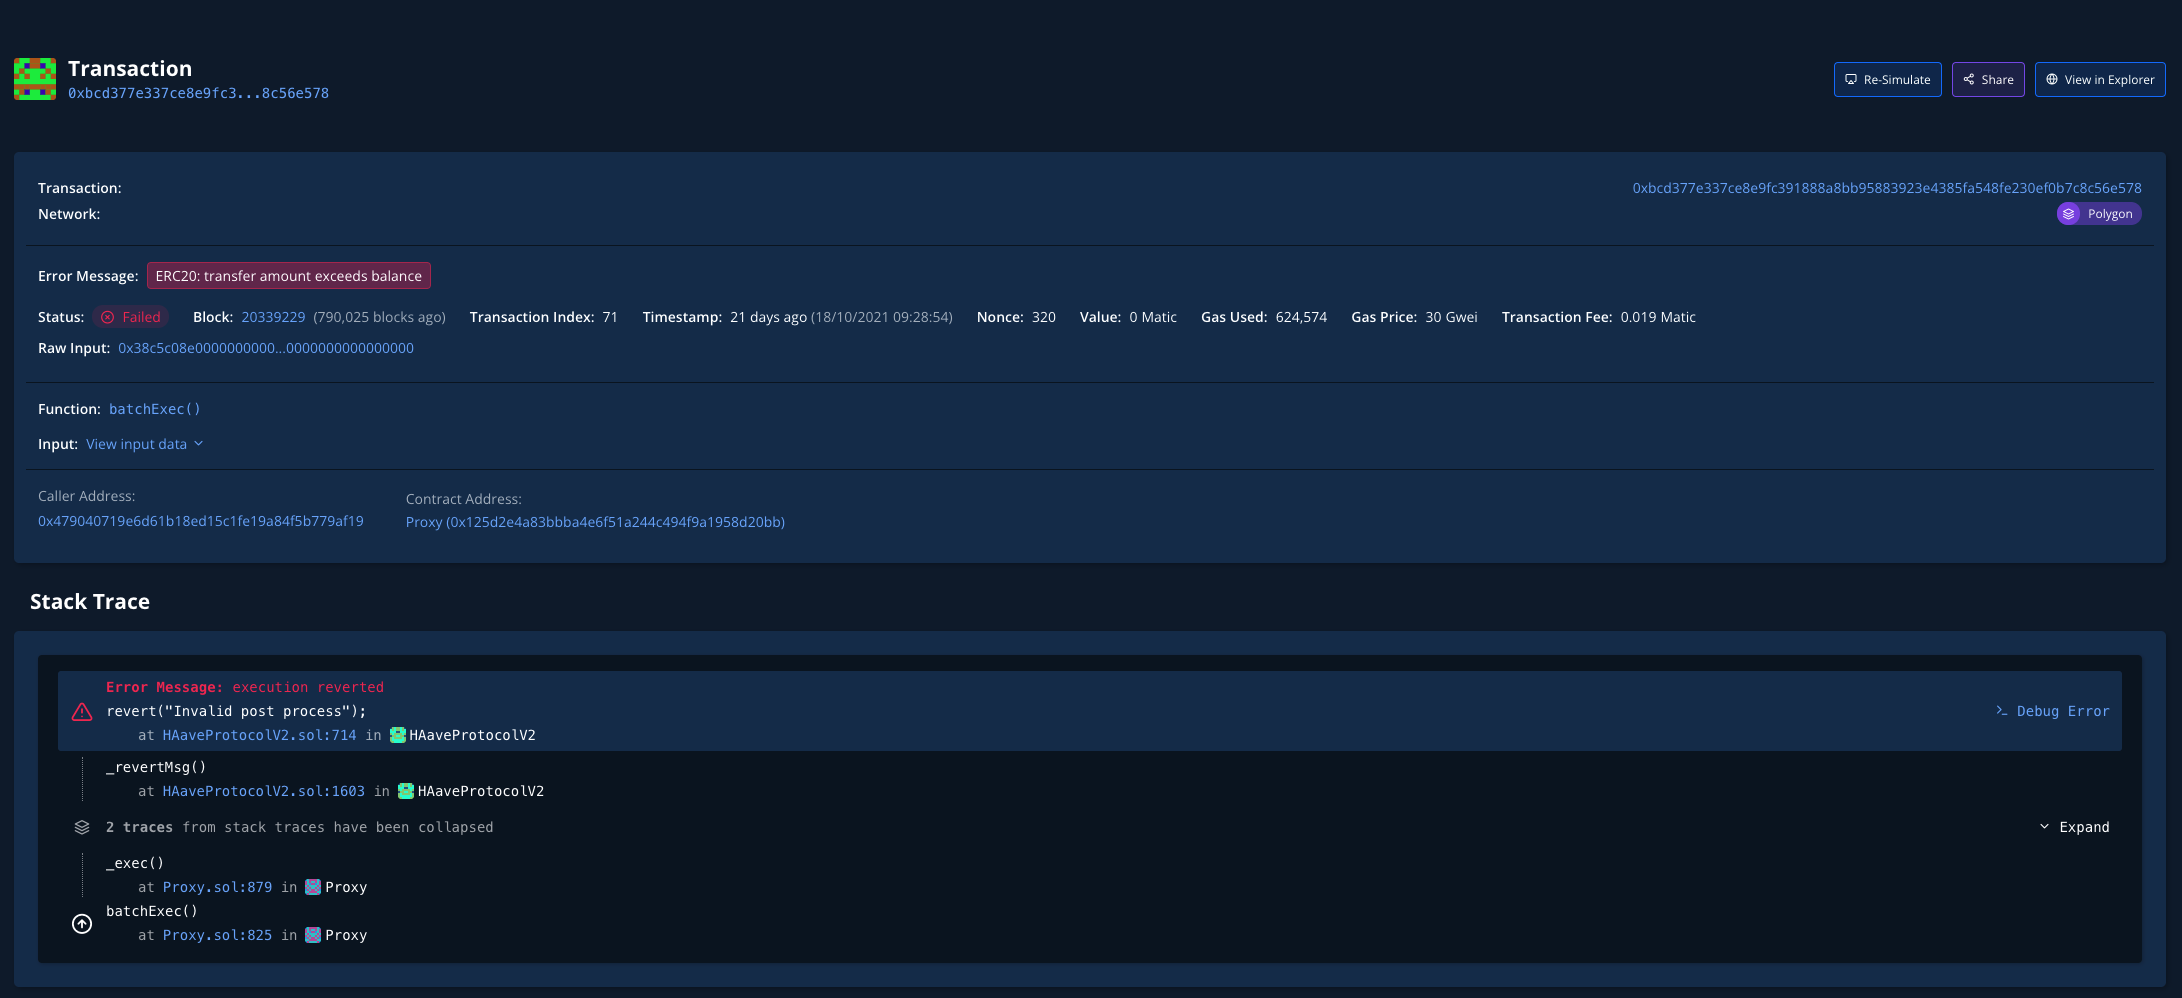 Transaction
0xbcd377e337ce8e9fc3...8c56e578
Re-Simulate
Share
View in Explorer
Transaction: 0xbcd377e337ce8e9fc391888a8bb95883923e4385fa548fe230ef0b7c8c56e578
Network: Polygon
Error Message: ERC20: transfer amount exceeds balance
Status: Failed Block: 20339229 (790,025 blocks ago) Transaction Index: 71 Timestamp: 21 days ago (18/10/2021 09:28:54) Nonce: 320 Value: 0 Matic Gas Used: 624,574 Gas Price: 30 Gwei Transaction Fee: 0.019 Matic
Raw Input: 0x38c5c08e0000000000...0000000000000000
Function: batchExec()
Input: View input data
Caller Address:
0x479040719e6d61b18ed15c1fe19a84f5b779af19
Contract Address:
Proxy (0x125d2e4a83bbba4e6f51a244c494f9a1958d20bb)
Stack Trace
Error Message: execution reverted
revert("Invalid post process");
at HAaveProtocolV2.sol:714 in HAaveProtocolV2
Debug Error
_revertMsg()
at HAaveProtocolV2.sol:1603 in HAaveProtocolV2
2 traces from stack traces have been collapsed
Expand
_exec()
at Proxy.sol:879 in Proxy
batchExec()
at Proxy.sol:825 in Proxy